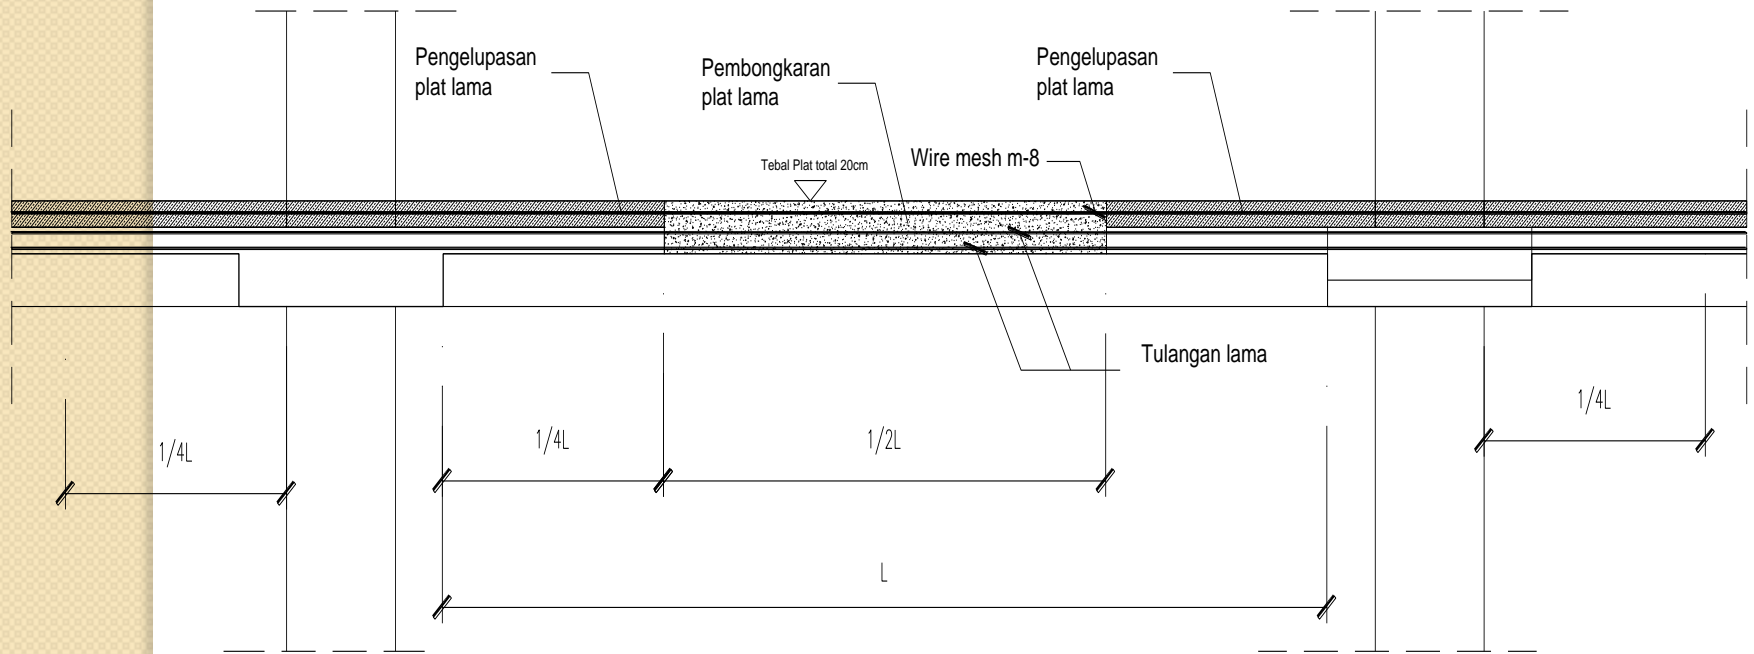 Pengelupasan
plat lama
Pembongkaran
plat lama
Pengelupasan
plat lama
Tebal Plat total 20cm
Wire mesh m-8
Tulangan lama
1/4L
1/4L
1/2L
1/4L
L